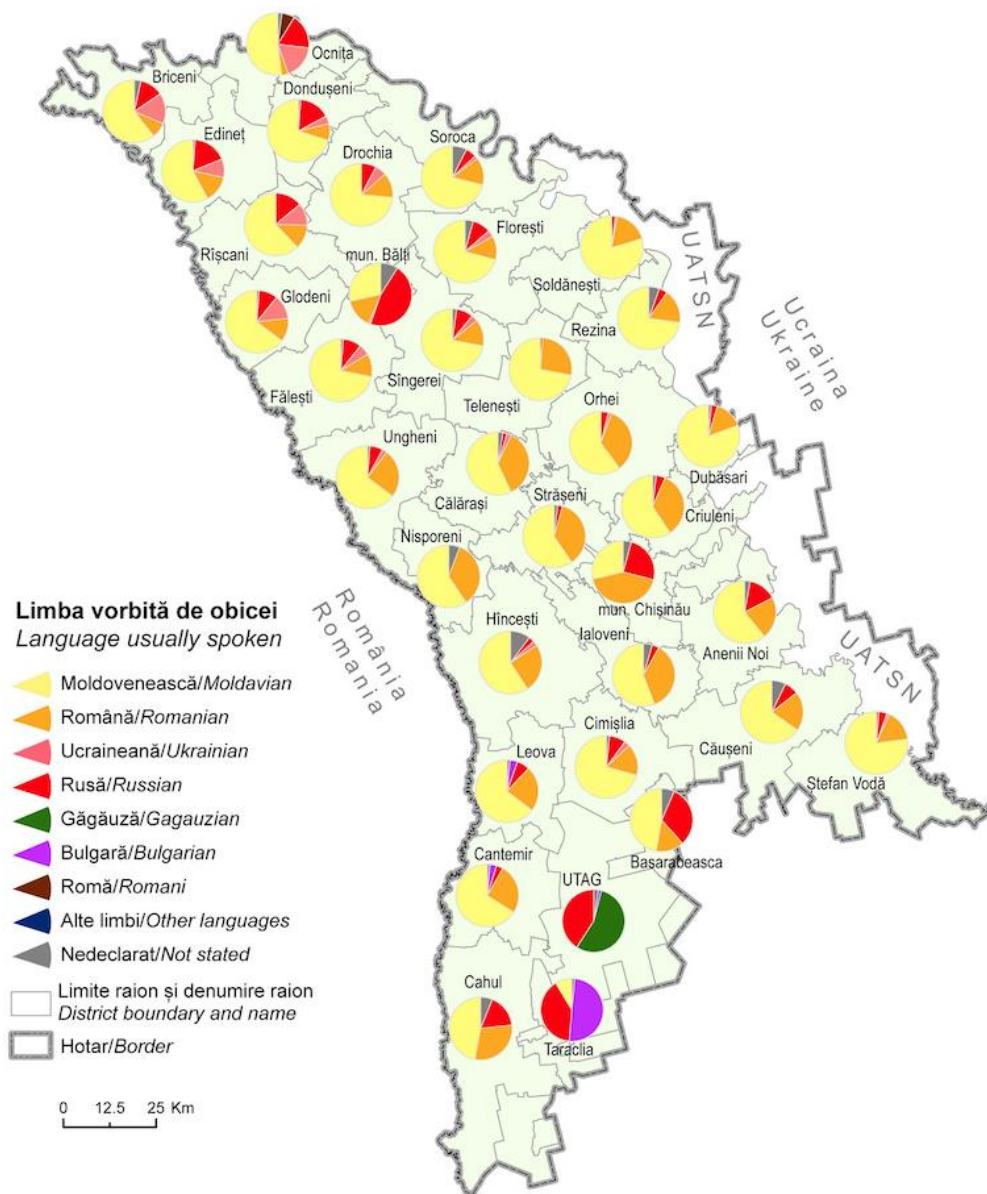 Ocnița
Briceni
Dondușeni
Edineț
Soroca
Drochia
Florești
Rîșcani
mun. Bălți
Soldănești
UATSN
Glodeni
Rezina
Ucraina
Ukraine
Sîngerei
Fălești
Telenești
Orhei
Ungheni
Dubăsari
Călărași
Strășeni
Criuleni
Nisporeni
mun. Chișinău
România
Romania
Hîncești
Ialoveni
Anenii Noi
UATSN
Cimișlia
Căușeni
Leova
Ștefan Vodă
Basarabeasca
Cantemir
UTAG
Cahul
Taraclia
Limba vorbită de obicei
Language usually spoken
Moldovenească/Moldavian
Română/Romanian
Ucraineană/Ukrainian
Rusă/Russian
Găgăuză/Gagauzian
Bulgară/Bulgarian
Romă/Romani
Alte limbi/Other languages
Nedeclarat/Not stated
Limite raion și denumire raion
District boundary and name
Hotar/Border
0 12.5 25 Km